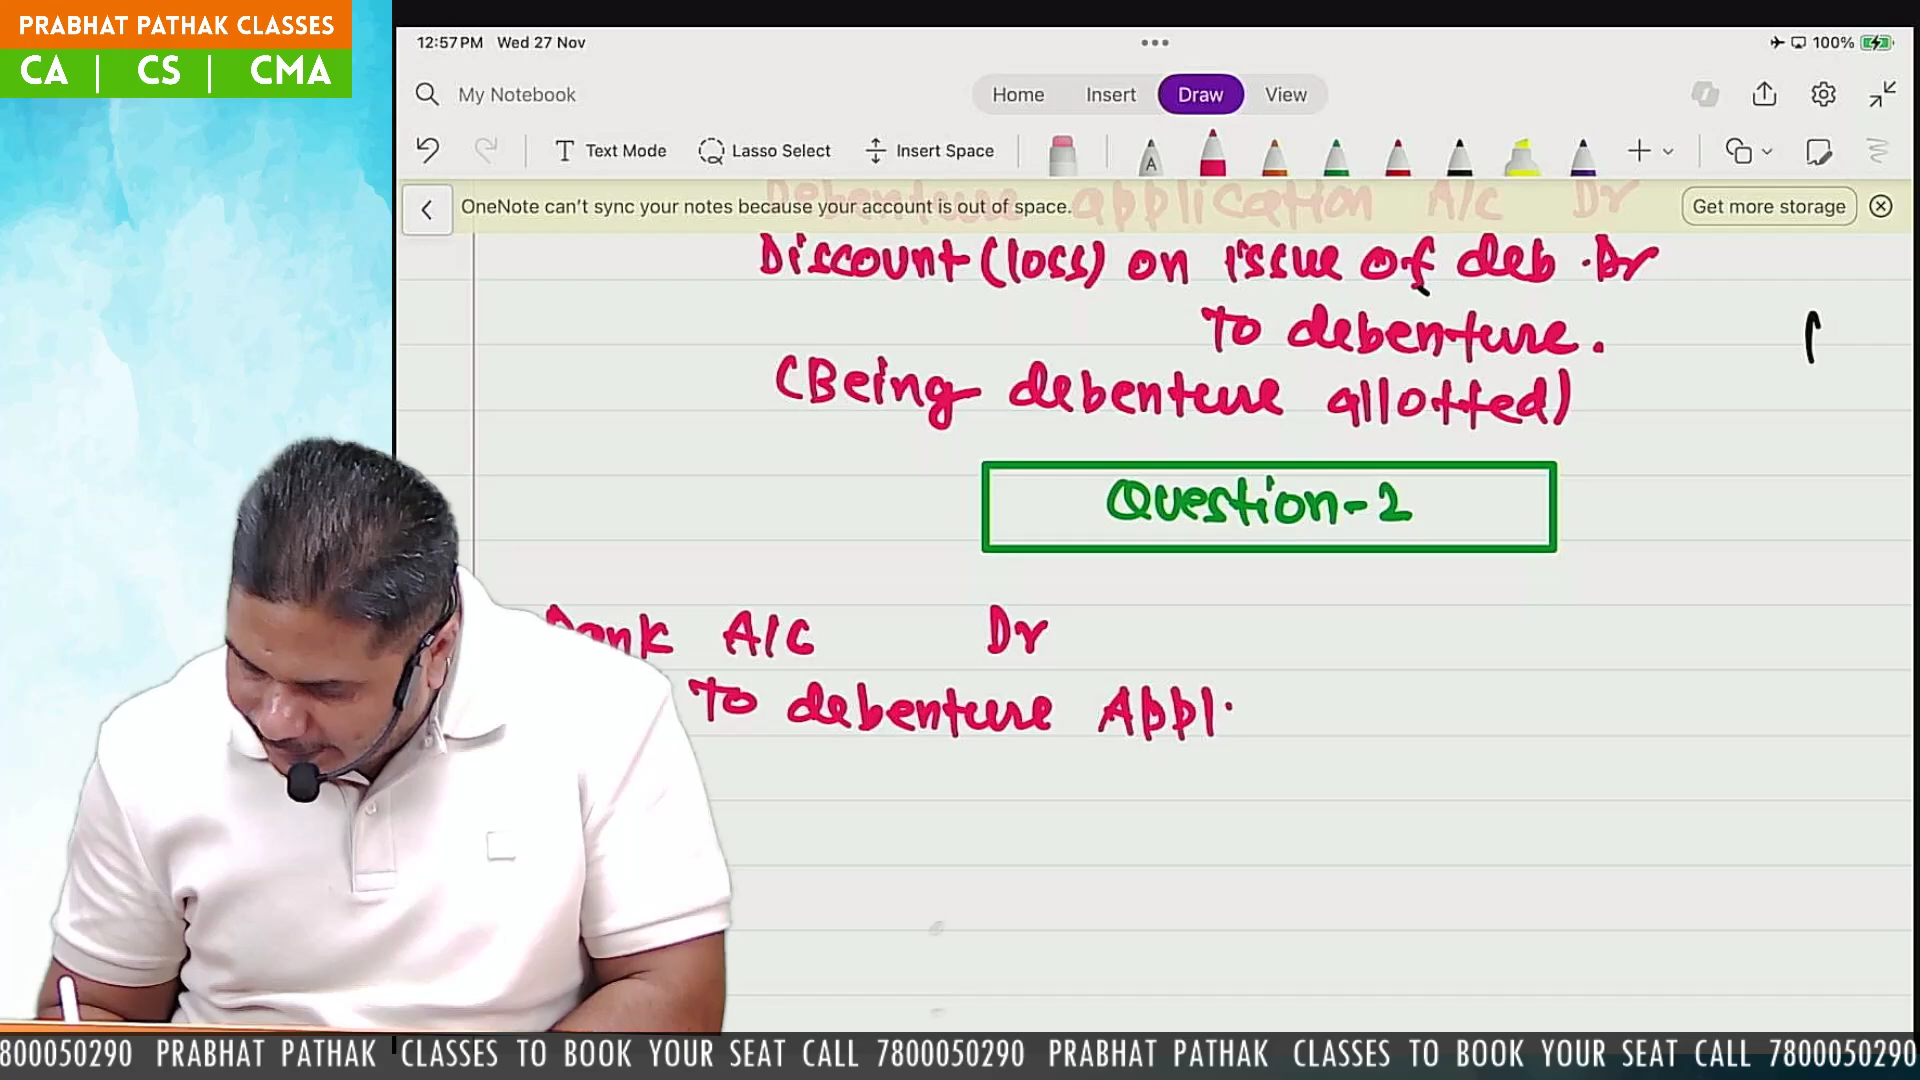 PRABHAT PATHAK CLASSES
CA | CS | CMA
12:57 PM Wed 27 Nov
100%
My Notebook
Home Insert Draw View
Text Mode Lasso Select Insert Space
A
Debenture application A/c Dr
OneNote can't sync your notes because your account is out of space.
Get more storage
Discount (loss) on issue of deb. Dr
To debenture.
(Being debenture allotted)
Question-2
Bank A/c Dr
To debenture Appl.
800050290 PRABHAT PATHAK CLASSES TO BOOK YOUR SEAT CALL 7800050290 PRABHAT PATHAK CLASSES TO BOOK YOUR SEAT CALL 7800050290